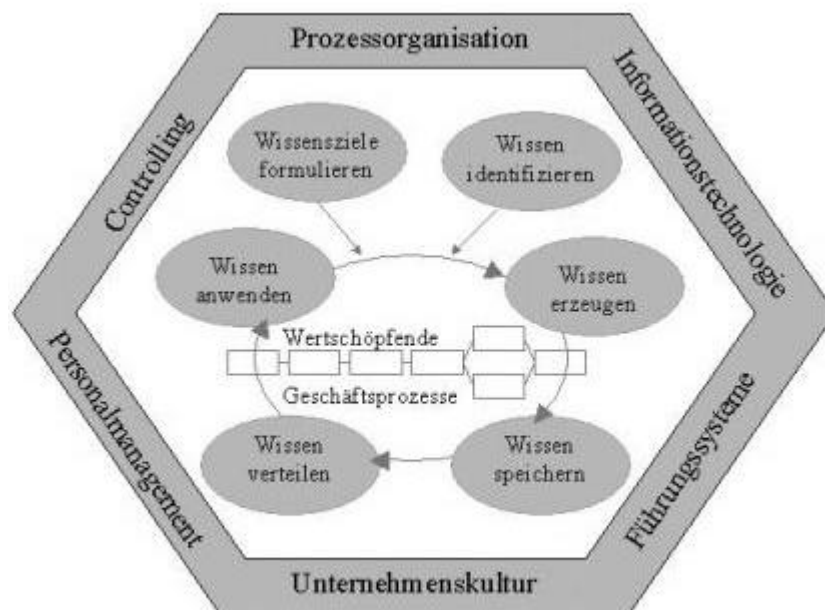 Prozessorganisation
Informationstechnologie
Controlling
Wissensziele
formulieren
Wissen
identifizieren
Wissen
anwenden
Wissen
erzeugen
Wertschöpfende
Geschäftsprozesse
Wissen
verteilen
Wissen
speichern
Personalmanagement
Führungssysteme
Unternehmenskultur